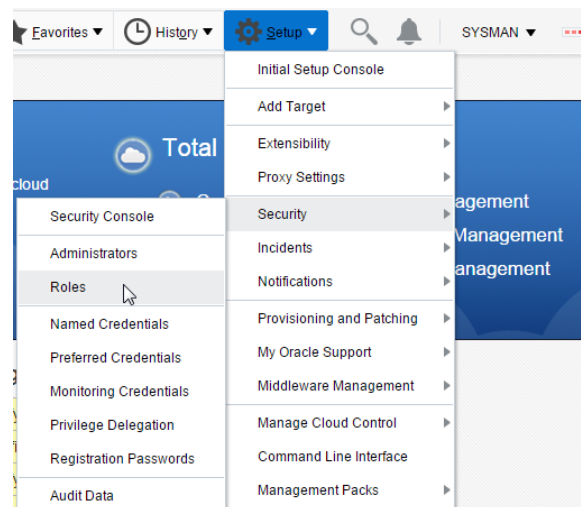 Favorites ▼ History ▼ Setup ▼ SYSMAN ▼
Initial Setup Console
Add Target
Extensibility
Proxy Settings
Security
Incidents
Notifications
Provisioning and Patching
My Oracle Support
Middleware Management
Manage Cloud Control
Command Line Interface
Management Packs
Security Console
Administrators
Roles
Named Credentials
Preferred Credentials
Monitoring Credentials
Privilege Delegation
Registration Passwords
Audit Data
Total
cloud
agement
Management
anagement